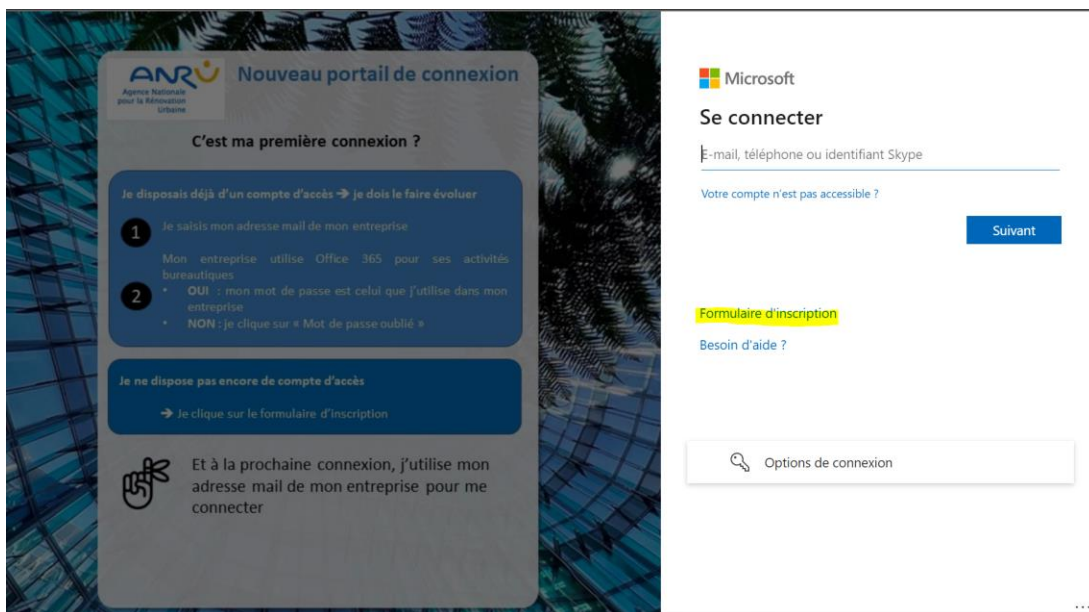 ANRU
Agence Nationale
pour la Rénovation
Urbaine
Nouveau portail de connexion
C'est ma première connexion ?
Je disposais déjà d'un compte d'accès ➔ je dois le faire évoluer
1 Je saisis mon adresse mail de mon entreprise
2 Mon entreprise utilise Office 365 pour ses activités
bureautiques
• OUI : mon mot de passe est celui que j'utilise dans mon
entreprise
• NON : je clique sur « Mot de passe oublié »
Je ne dispose pas encore de compte d'accès
➔ Je clique sur le formulaire d'inscription
Et à la prochaine connexion, j'utilise mon
adresse mail de mon entreprise pour me
connecter
Microsoft
Se connecter
E-mail, téléphone ou identifiant Skype
Votre compte n'est pas accessible ?
Suivant
Formulaire d'inscription
Besoin d'aide ?
Options de connexion
...